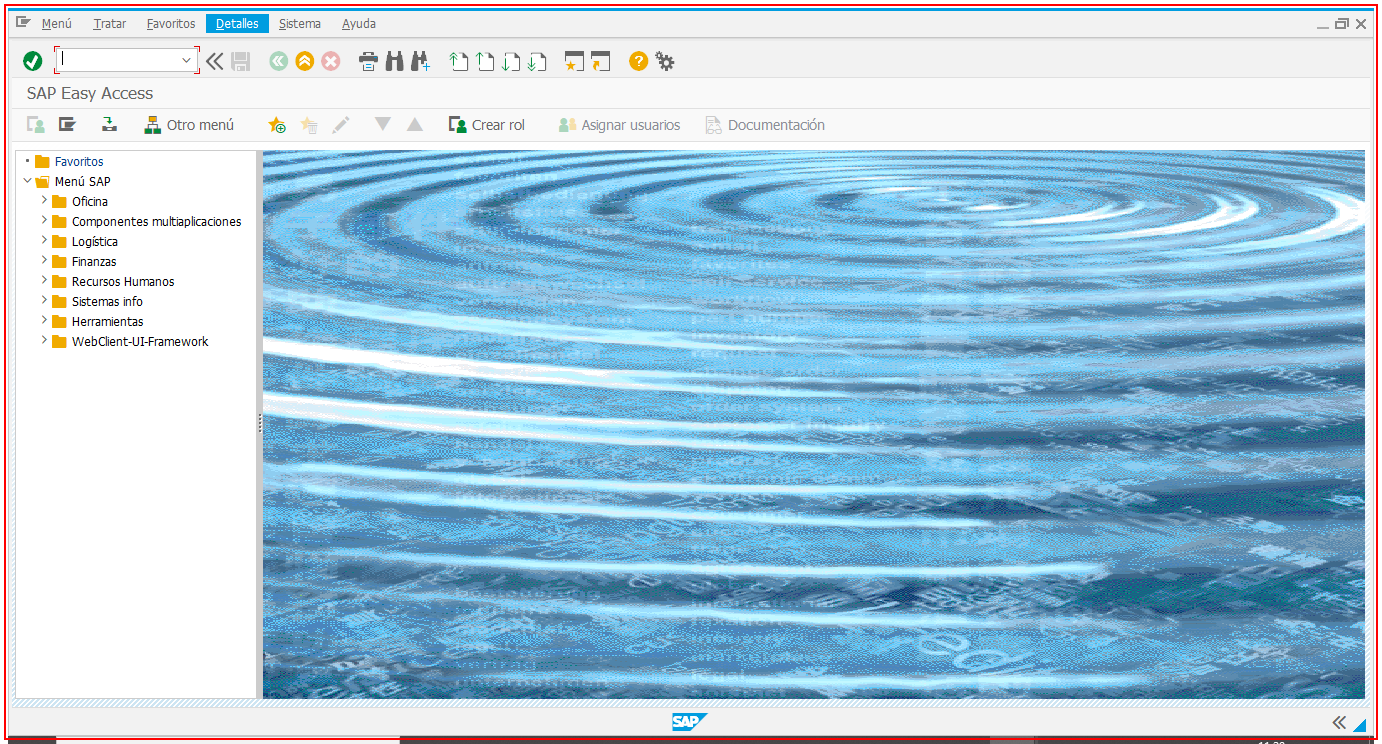 Menú Tratar Favoritos Detalles Sistema Ayuda
SAP Easy Access
Otro menú Crear rol Asignar usuarios Documentación
Favoritos
Menú SAP
Oficina
Componentes multiaplicaciones
Logística
Finanzas
Recursos Humanos
Sistemas info
Herramientas
WebClient-UI-Framework
SAP